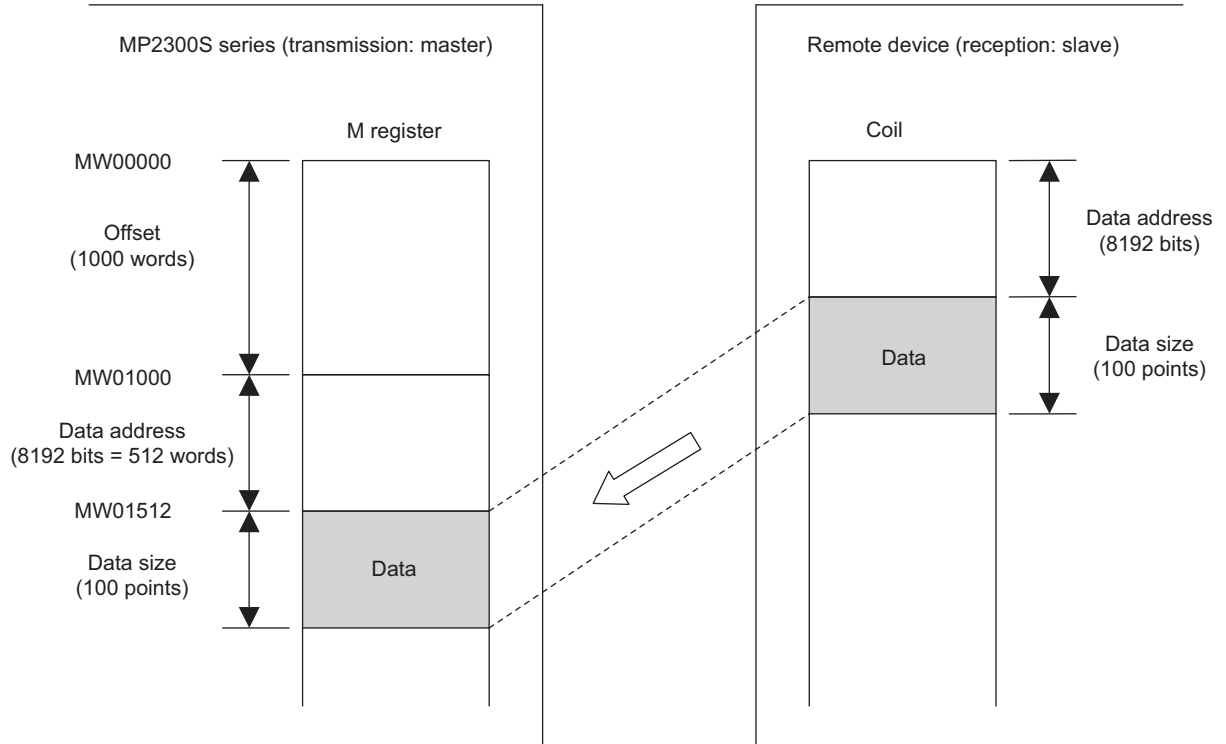 MP2300S series (transmission: master)
M register
MW00000
Offset
(1000 words)
MW01000
Data address
(8192 bits = 512 words)
MW01512
Data size
(100 points)
Data
Remote device (reception: slave)
Coil
Data address
(8192 bits)
Data
Data size
(100 points)